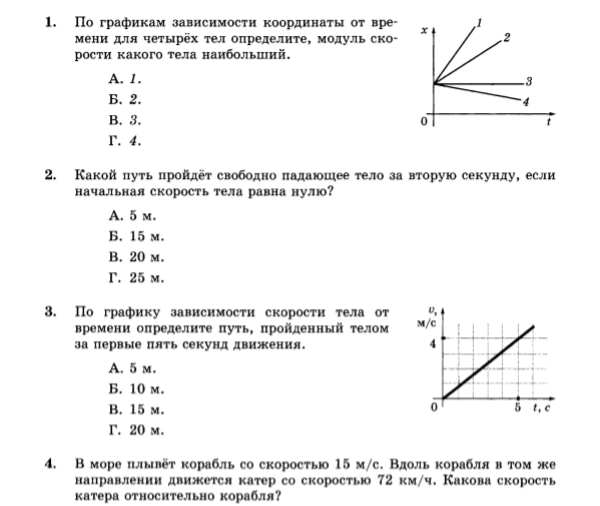 1. По графикам зависимости координаты от вре-
мени для четырёх тел определите, модуль ско-
рости какого тела наибольший.
А. 1.
Б. 2.
В. 3.
Г. 4.
x
1
2
3
4
0
t
2. Какой путь пройдёт свободно падающее тело за вторую секунду, если
начальная скорость тела равна нулю?
А. 5 м.
Б. 15 м.
В. 20 м.
Г. 25 м.
3. По графику зависимости скорости тела от
времени определите путь, пройденный телом
за первые пять секунд движения.
А. 5 м.
Б. 10 м.
В. 15 м.
Г. 20 м.
υ,
м/с
4
0
5 t, с
4. В море плывёт корабль со скоростью 15 м/с. Вдоль корабля в том же
направлении движется катер со скоростью 72 км/ч. Какова скорость
катера относительно корабля?